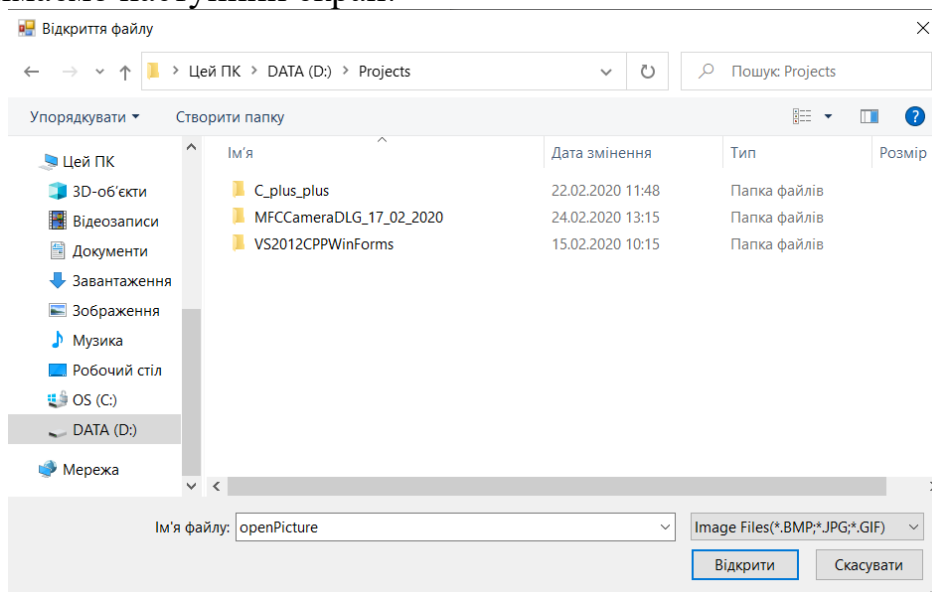 маємо наступний екран:
Відкриття файлу
Цей ПК > DATA (D:) > Projects
Пошук: Projects
Упорядкувати
Створити папку
Ім’я
Дата змінення
Тип
Розмір
Цей ПК
3D-об’єкти
Відеозаписи
Документи
Завантаження
Зображення
Музика
Робочий стіл
OS (C:)
DATA (D:)
Мережа
C_plus_plus 22.02.2020 11:48 Папка файлів
MFCCameraDLG_17_02_2020 24.02.2020 13:15 Папка файлів
VS2012CPPWinForms 15.02.2020 10:15 Папка файлів
Ім'я файлу: openPicture
Image Files(*.BMP;*.JPG;*.GIF)
Відкрити
Скасувати